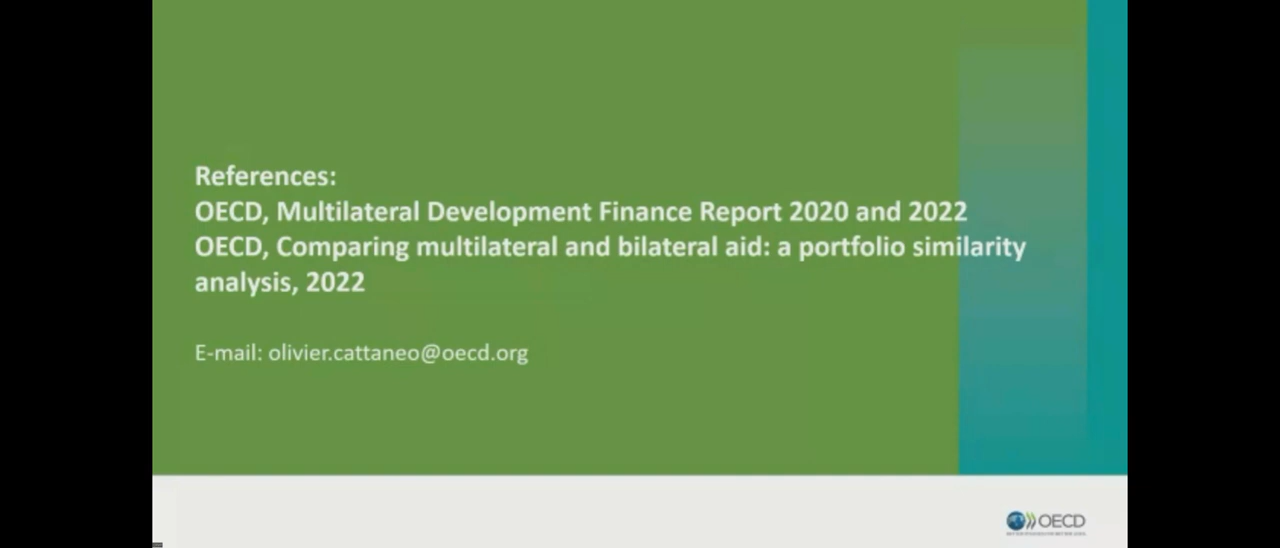 References:
OECD, Multilateral Development Finance Report 2020 and 2022
OECD, Comparing multilateral and bilateral aid: a portfolio similarity
analysis, 2022
E-mail: olivier.cattaneo@oecd.org
OECD